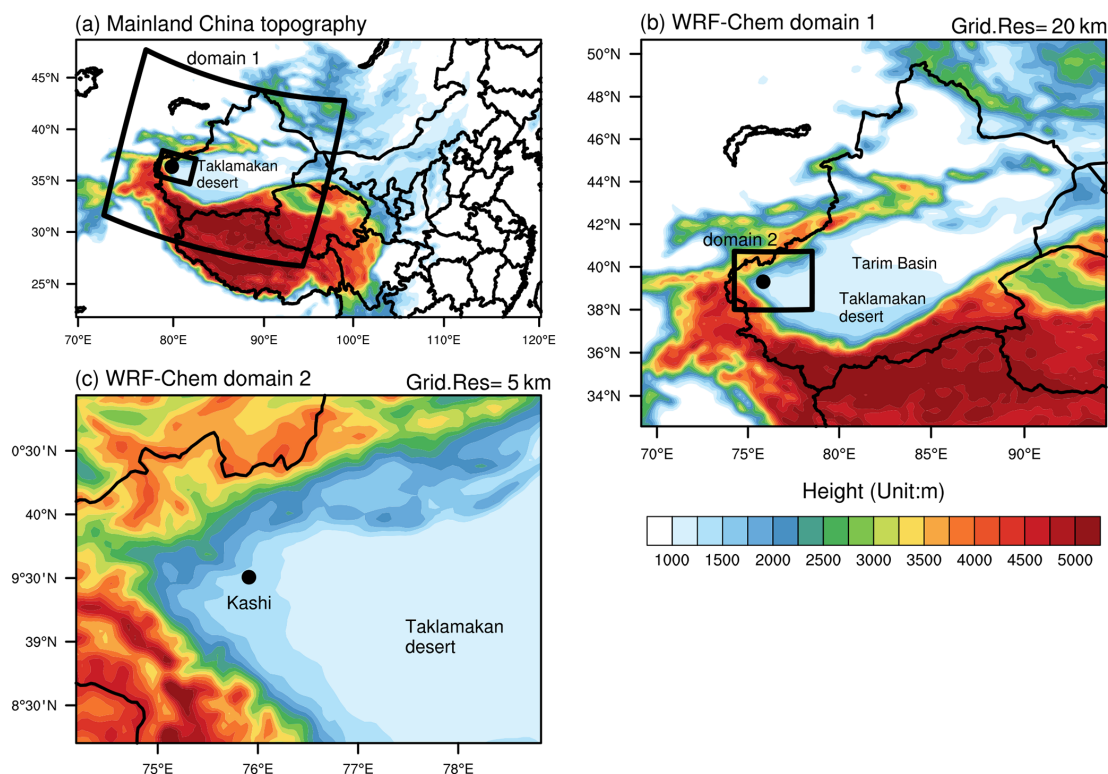 (a) Mainland China topography
domain 1
45°N
40°N
35°N
30°N
25°N
Taklamakan
desert
70°E 80°E 90°E 100°E 110°E 120°E
(b) WRF-Chem domain 1 Grid.Res= 20 km
50°N
48°N
46°N
44°N
42°N
40°N
38°N
36°N
34°N
domain 2
Tarim Basin
Taklamakan
desert
70°E 75°E 80°E 85°E 90°E
(c) WRF-Chem domain 2 Grid.Res= 5 km
0°30'N
40°N
9°30'N
39°N
8°30'N
Kashi
Taklamakan
desert
75°E 76°E 77°E 78°E
Height (Unit:m)
1000 1500 2000 2500 3000 3500 4000 4500 5000